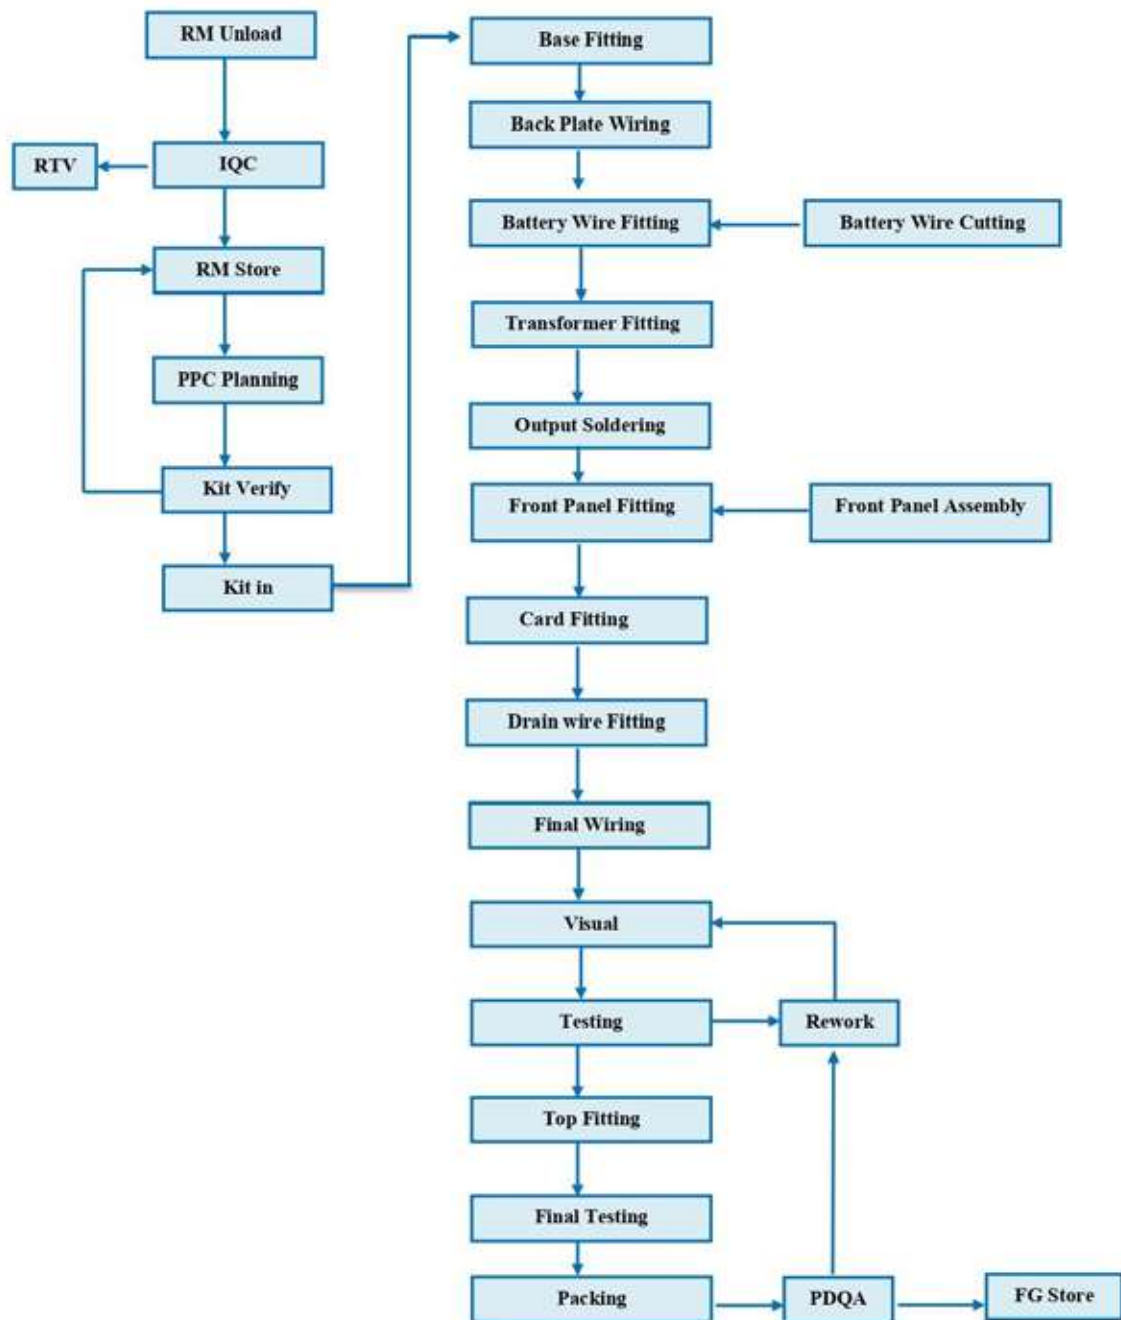 RM Unload
IQC
RTV
RM Store
PPC Planning
Kit Verify
Kit in
Base Fitting
Back Plate Wiring
Battery Wire Fitting
Battery Wire Cutting
Transformer Fitting
Output Soldering
Front Panel Fitting
Front Panel Assembly
Card Fitting
Drain wire Fitting
Final Wiring
Visual
Testing
Rework
Top Fitting
Final Testing
Packing
PDQA
FG Store